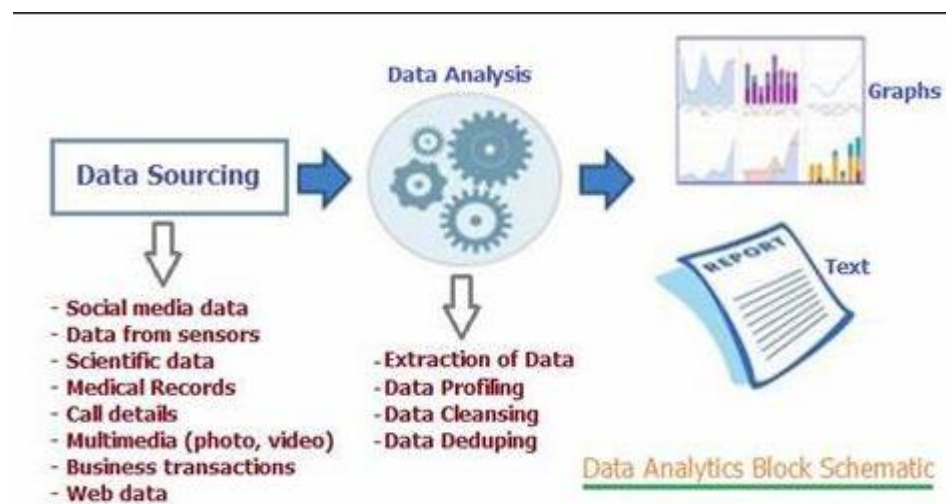 Data Analysis
Graphs
Data Sourcing
REPORT
Text
- Social media data
- Data from sensors
- Scientific data
- Medical Records
- Call details
- Multimedia (photo, video)
- Business transactions
- Web data
-Extraction of Data
-Data Profiling
-Data Cleansing
-Data Deduping
Data Analytics Block Schematic